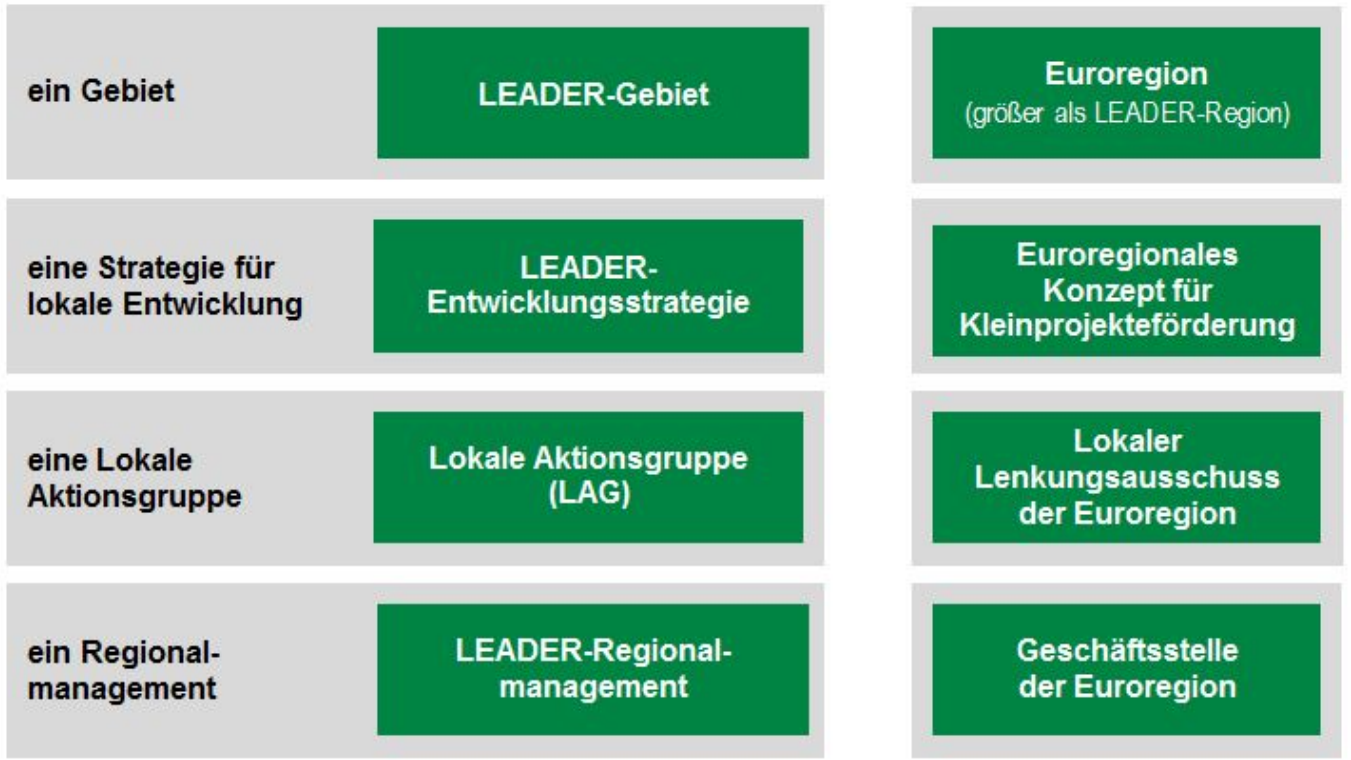 ein Gebiet
LEADER-Gebiet
Euroregion
(größer als LEADER-Region)
eine Strategie für
lokale Entwicklung
LEADER-
Entwicklungsstrategie
Euroregionales
Konzept für
Kleinprojekteförderung
eine Lokale
Aktionsgruppe
Lokale Aktionsgruppe
(LAG)
Lokaler
Lenkungsausschuss
der Euroregion
ein Regional-
management
LEADER-Regional-
management
Geschäftsstelle
der Euroregion